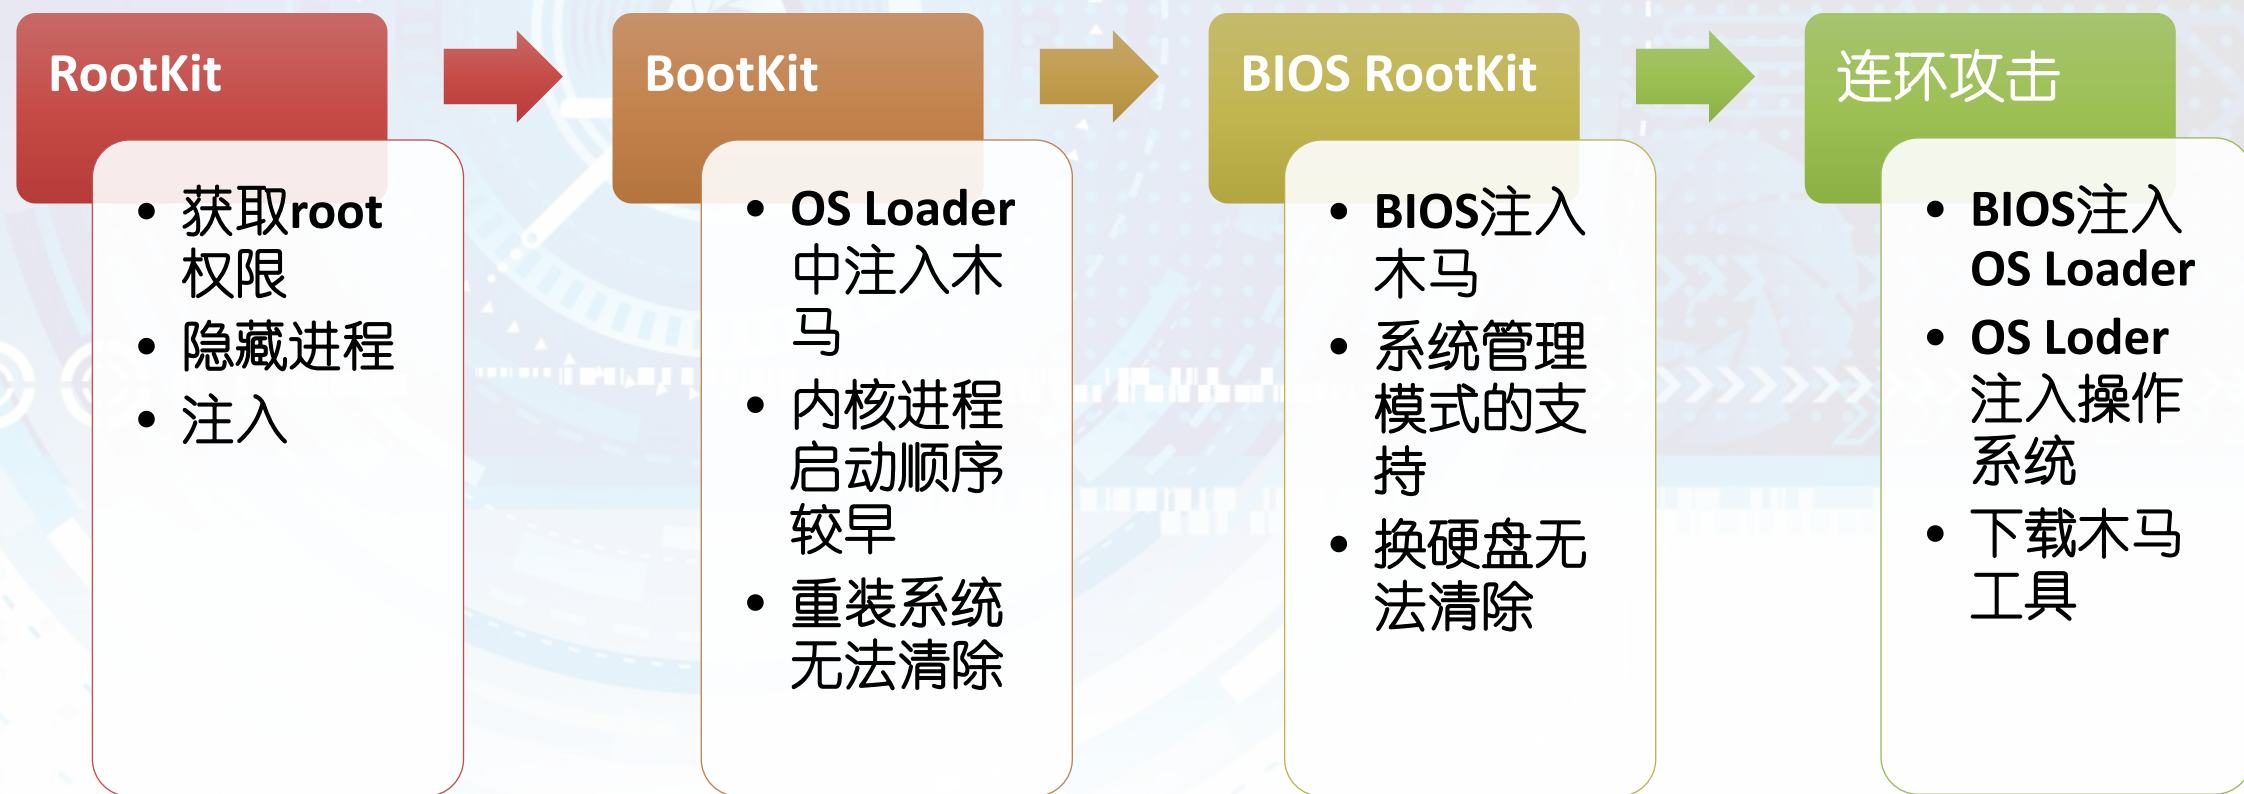 RootKit
• 获取root
权限
• 隐藏进程
• 注入
BootKit
• OS Loader
中注入木
马
• 内核进程
启动顺序
较早
• 重装系统
无法清除
BIOS RootKit
• BIOS注入
木马
• 系统管理
模式的支
持
• 换硬盘无
法清除
连环攻击
• BIOS注入
OS Loader
• OS Loder
注入操作
系统
• 下载木马
工具